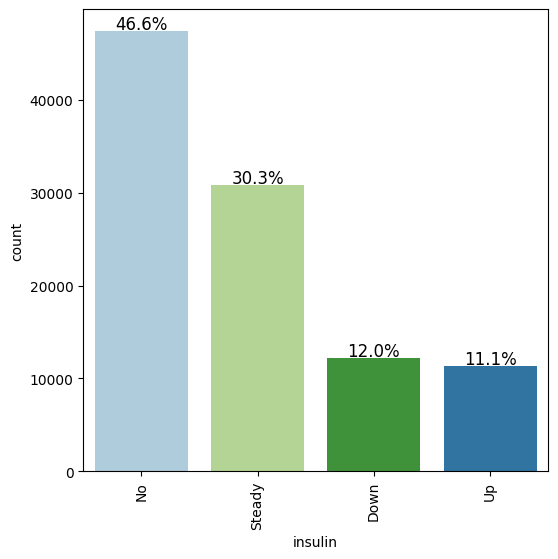 46.6%
40000
30.3%
30000
count
20000
12.0%
11.1%
10000
0
No
Steady
Down
Up
insulin